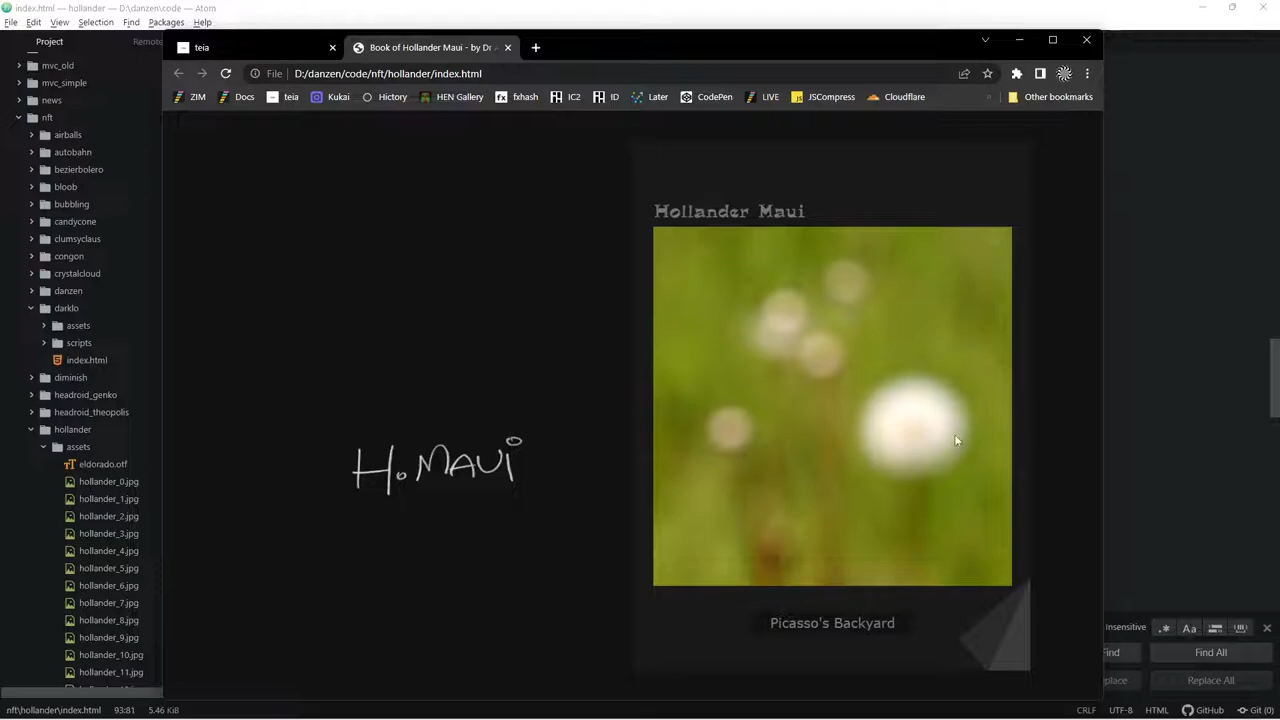 index.html — hollander — D:\danzen\code — Atom
File Edit View Selection Find Packages Help
Project
Remote
teia
Book of Hollander Maui - by Dr
File D:/danzen/code/nft/hollander/index.html
ZIM Docs teia Kukai Hictory HEN Gallery fxhash IC2 ID Later CodePen LIVE JSCompress Cloudflare » Other bookmarks
mvc_old
mvc_simple
news
nft
airballs
autobahn
bezierbolero
bloob
bubbling
candycone
clumsyclaus
congon
crystalcloud
danzen
darklo
assets
scripts
index.html
diminish
headroid_genko
headroid_theopolis
hollander
assets
eldorado.otf
hollander_0.jpg
hollander_1.jpg
hollander_2.jpg
hollander_3.jpg
hollander_4.jpg
hollander_5.jpg
hollander_6.jpg
hollander_7.jpg
hollander_8.jpg
hollander_9.jpg
hollander_10.jpg
hollander_11.jpg
Hollander Maui
H. MAUI
Picasso's Backyard
Insensitive .* Aa
Find All
Replace All
nft\hollander\index.html 93:81 5.46 KiB
CRLF UTF-8 HTML GitHub Git (0)